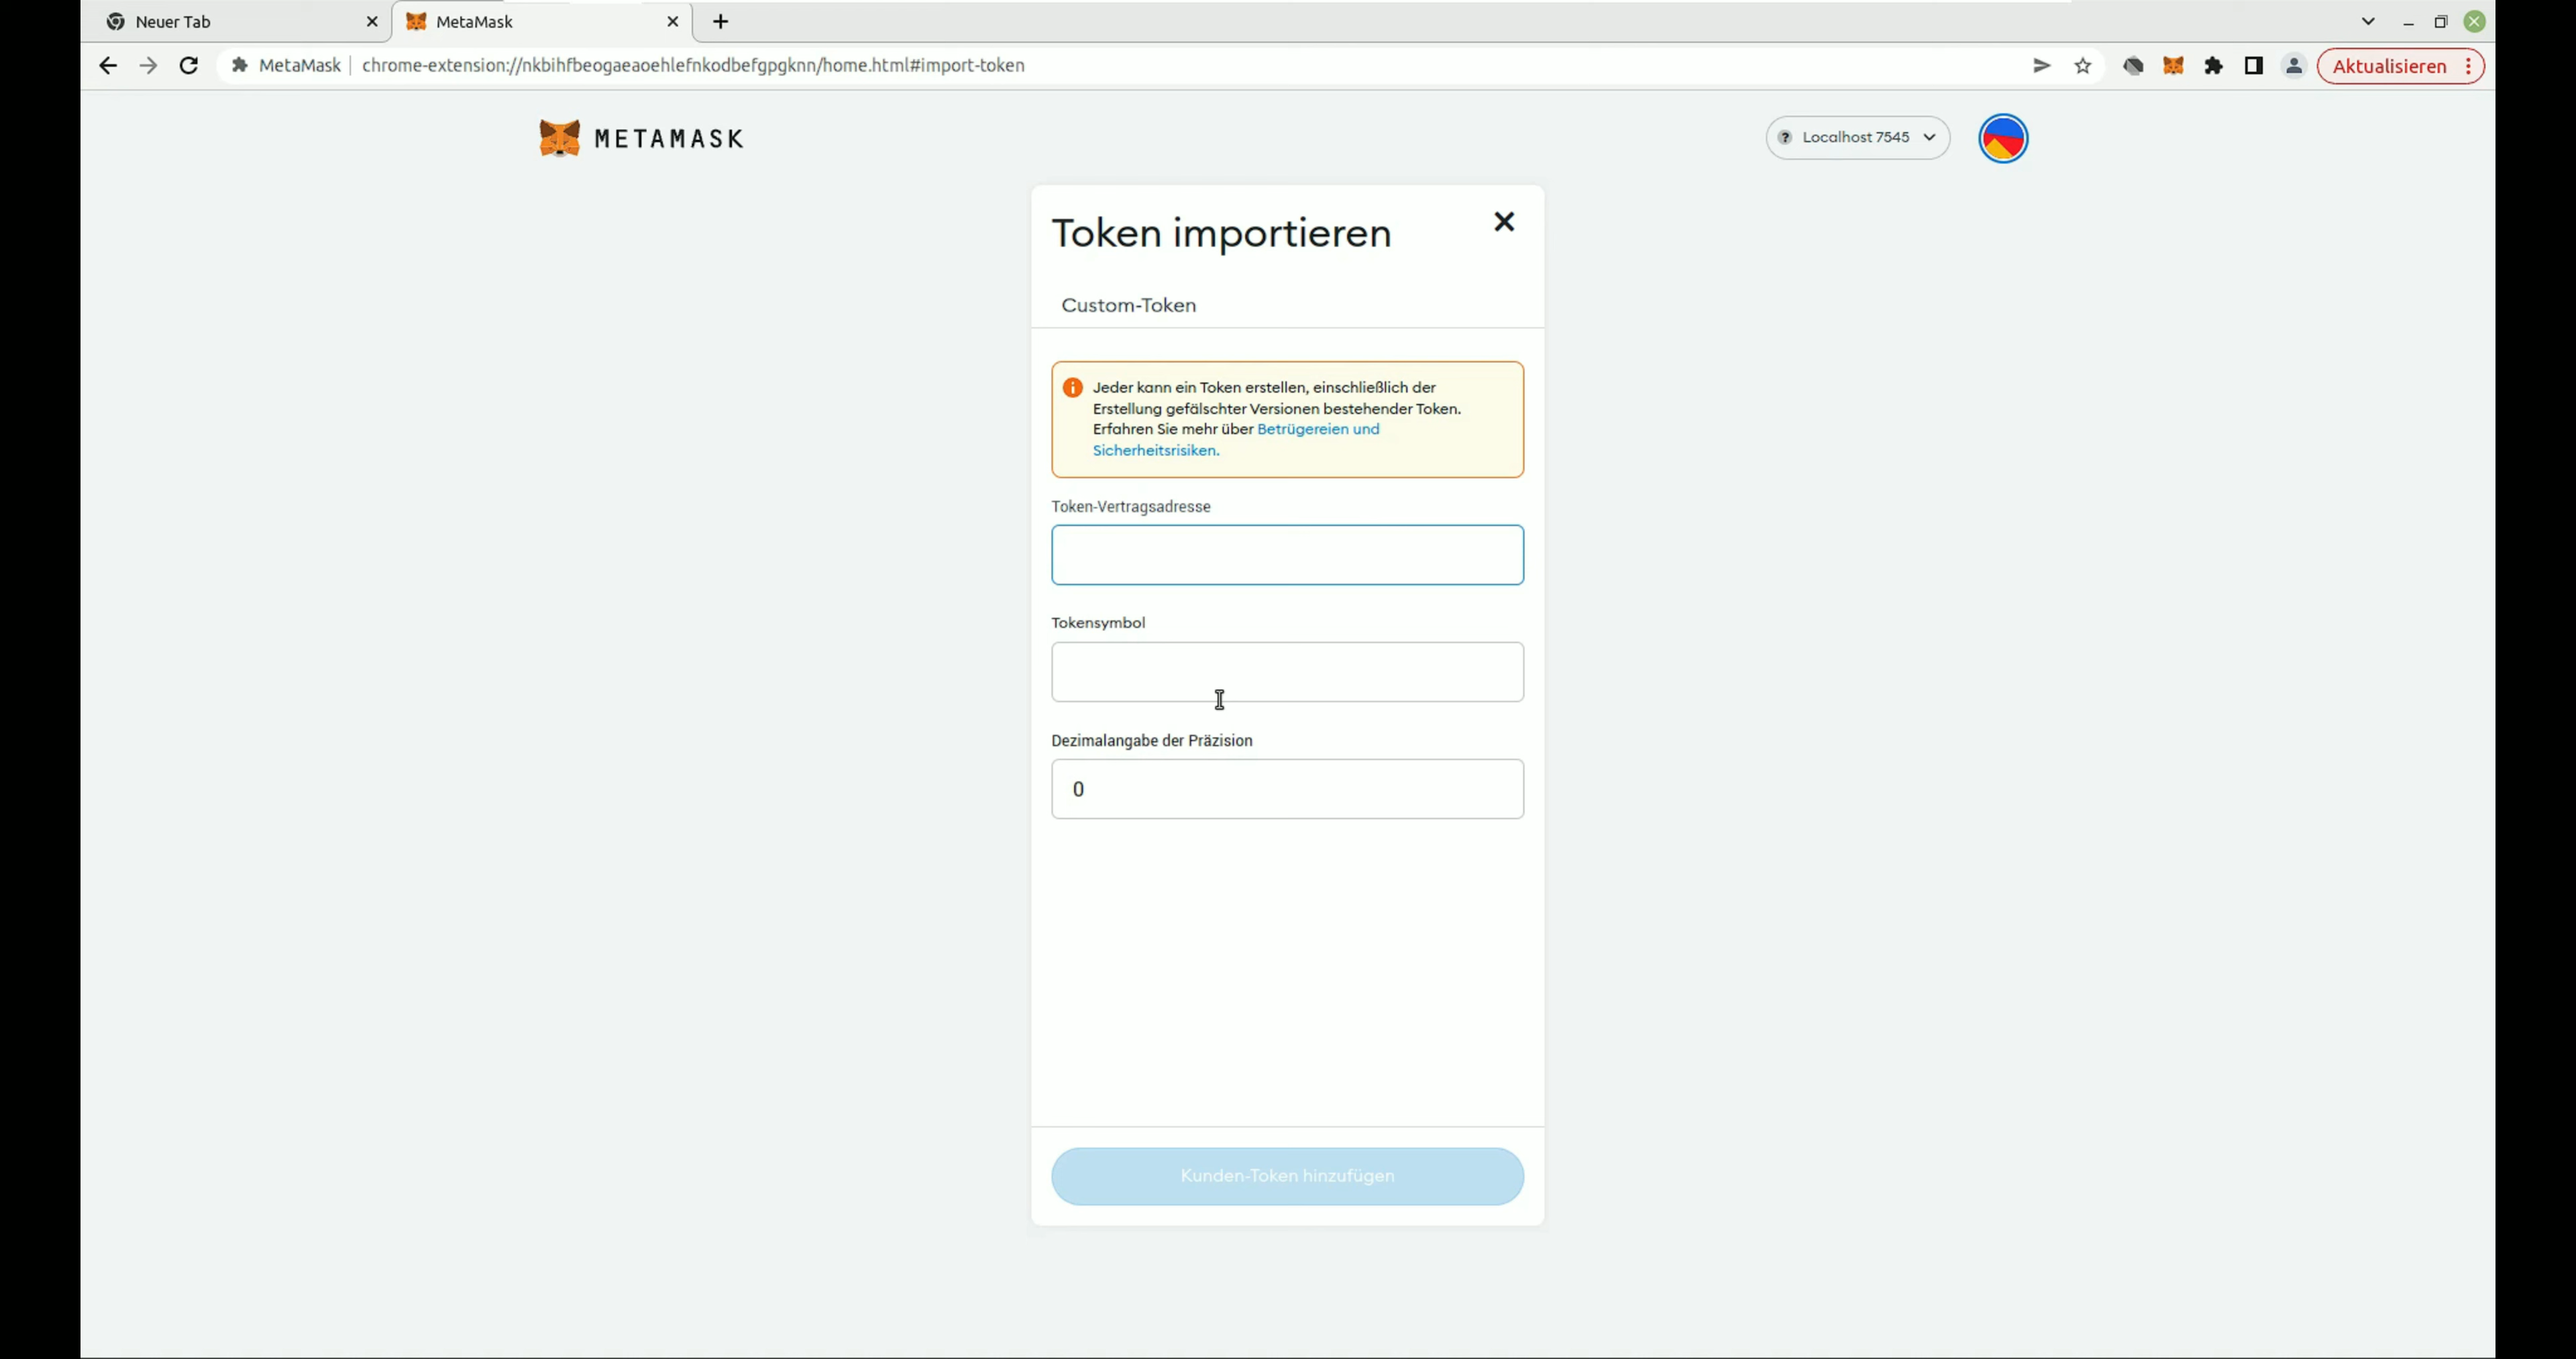 Neuer Tab
MetaMask
MetaMask
chrome-extension://nkbihfbeogaeaoehlefnkodbefgpgknn/home.html#import-token
Aktualisieren
METAMASK
Localhost 7545
Token importieren
Custom-Token
Jeder kann ein Token erstellen, einschließlich der
Erstellung gefälschter Versionen bestehender Token.
Erfahren Sie mehr über Betrügereien und
Sicherheitsrisiken.
Token-Vertragsadresse
Tokensymbol
Dezimalangabe der Präzision
0
Kunden-Token hinzufügen